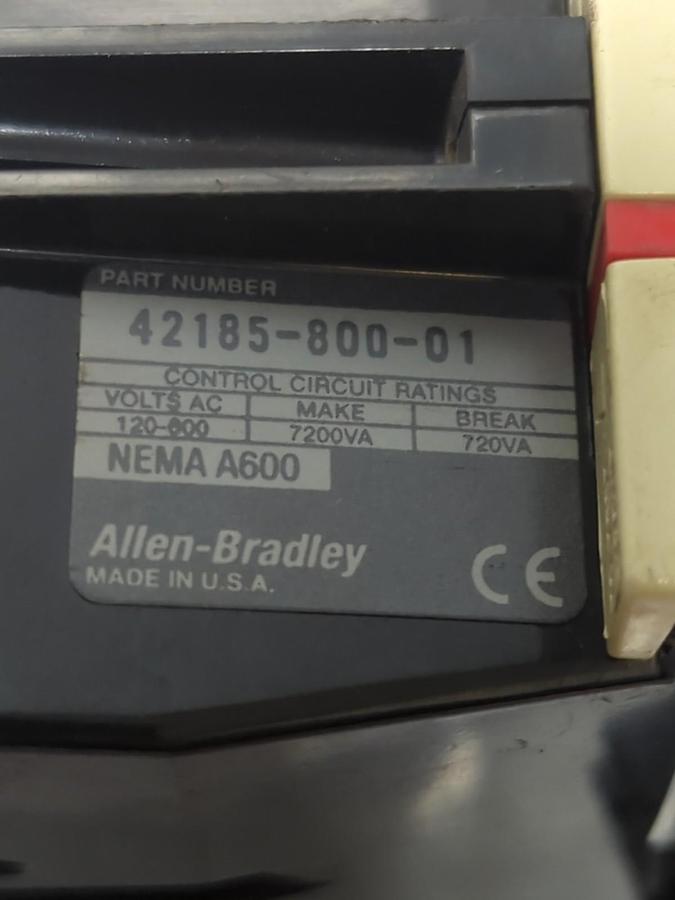 PART NUMBER
42185-800-01
CONTROL CIRCUIT RATINGS
VOLTS AC MAKE BREAK
120-600 7200VA 720VA
NEMA A600
Allen-Bradley
MADE IN U.S.A.
CE